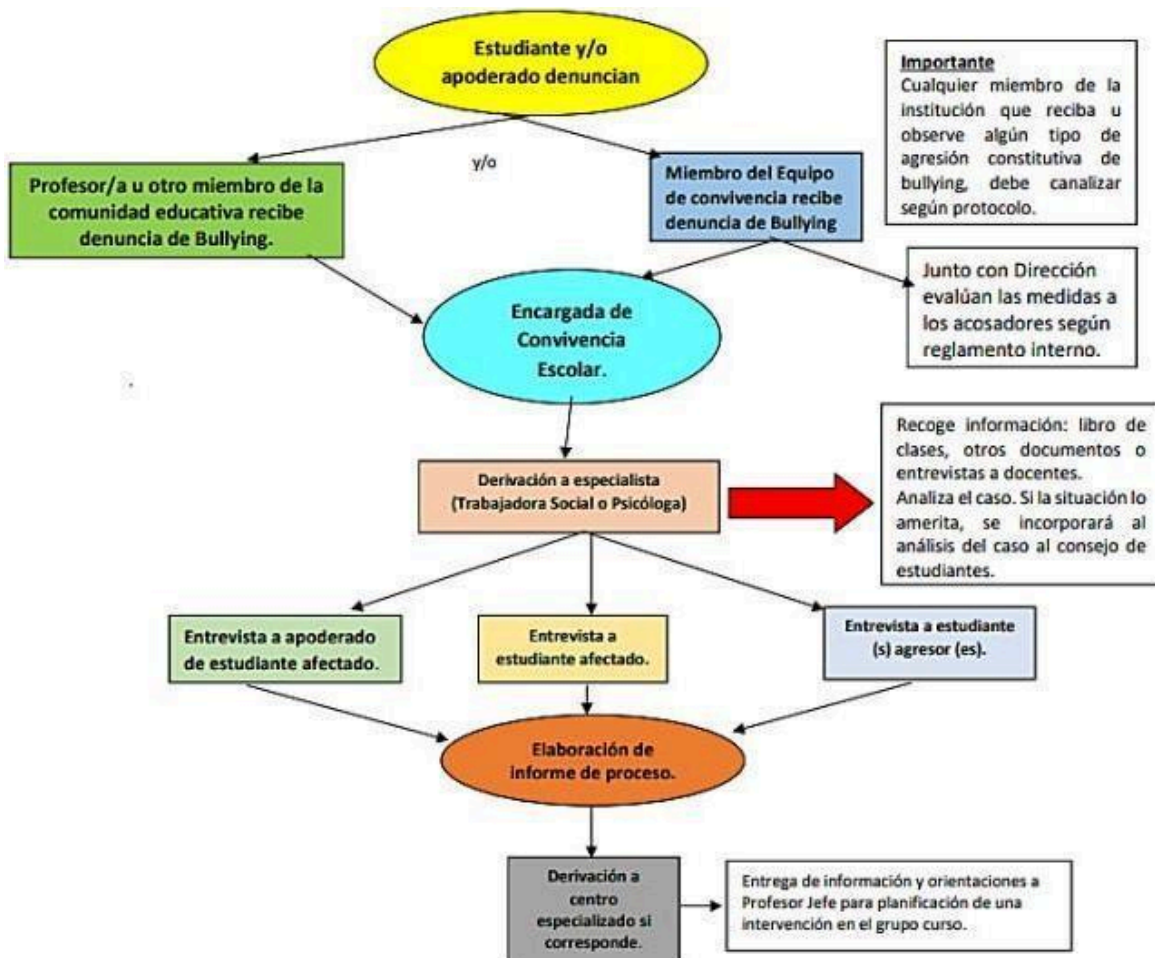 Estudiante y/o
apoderado denuncian
Importante
Cualquier miembro de la
institución que reciba u
observe algún tipo de
agresión constitutiva de
bullying, debe canalizar
según protocolo.
y/o
Profesor/a u otro miembro de la
comunidad educativa recibe
denuncia de Bullying.
Miembro del Equipo
de convivencia recibe
denuncia de Bullying
Junto con Dirección
evalúan las medidas a
los acosadores según
reglamento interno.
Encargada de
Convivencia
Escolar.
Derivación a especialista
(Trabajadora Social o Psicóloga)
Recoge información: libro de
clases, otros documentos o
entrevistas a docentes.
Analiza el caso. Si la situación lo
amerita, se incorporará al
análisis del caso al consejo de
estudiantes.
Entrevista a apoderado
de estudiante afectado.
Entrevista a
estudiante afectado.
Entrevista a estudiante
(s) agresor (es).
Elaboración de
informe de proceso.
Derivación a
centro
especializado si
corresponde.
Entrega de información y orientaciones a
Profesor Jefe para planificación de una
intervención en el grupo curso.